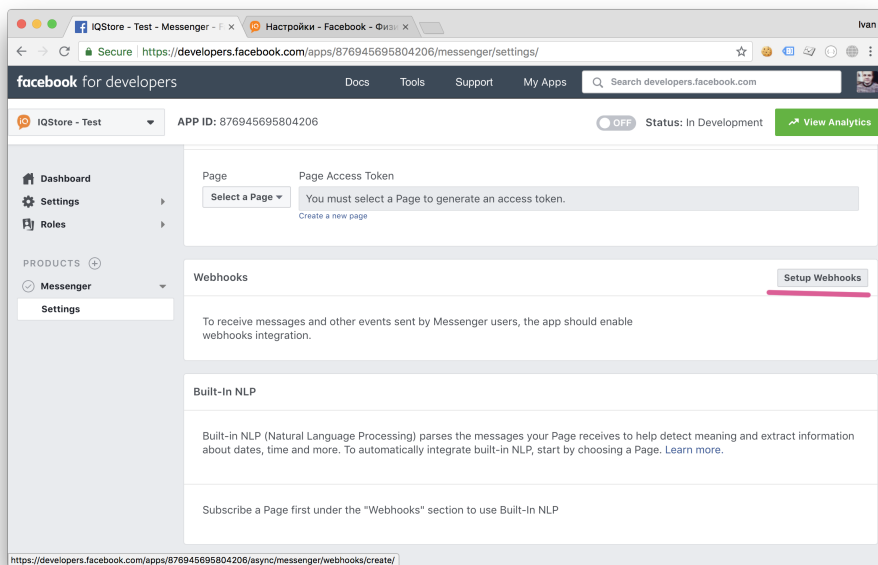 IQStore - Test - Messenger - F
Настройки - Facebook - Физи
Ivan
Secure
https://developers.facebook.com/apps/876945695804206/messenger/settings/
facebook for developers
Docs
Tools
Support
My Apps
Search developers.facebook.com
iQ
IQStore - Test
APP ID: 876945695804206
OFF
Status: In Development
View Analytics
Dashboard
Settings
Roles
PRODUCTS
Messenger
Settings
Page
Page Access Token
Select a Page
You must select a Page to generate an access token.
Create a new page
Webhooks
Setup Webhooks
To receive messages and other events sent by Messenger users, the app should enable
webhooks integration.
Built-In NLP
Built-in NLP (Natural Language Processing) parses the messages your Page receives to help detect meaning and extract information
about dates, time and more. To automatically integrate built-in NLP, start by choosing a Page. Learn more.
Subscribe a Page first under the "Webhooks" section to use Built-In NLP
https://developers.facebook.com/apps/876945695804206/async/messenger/webhooks/create/